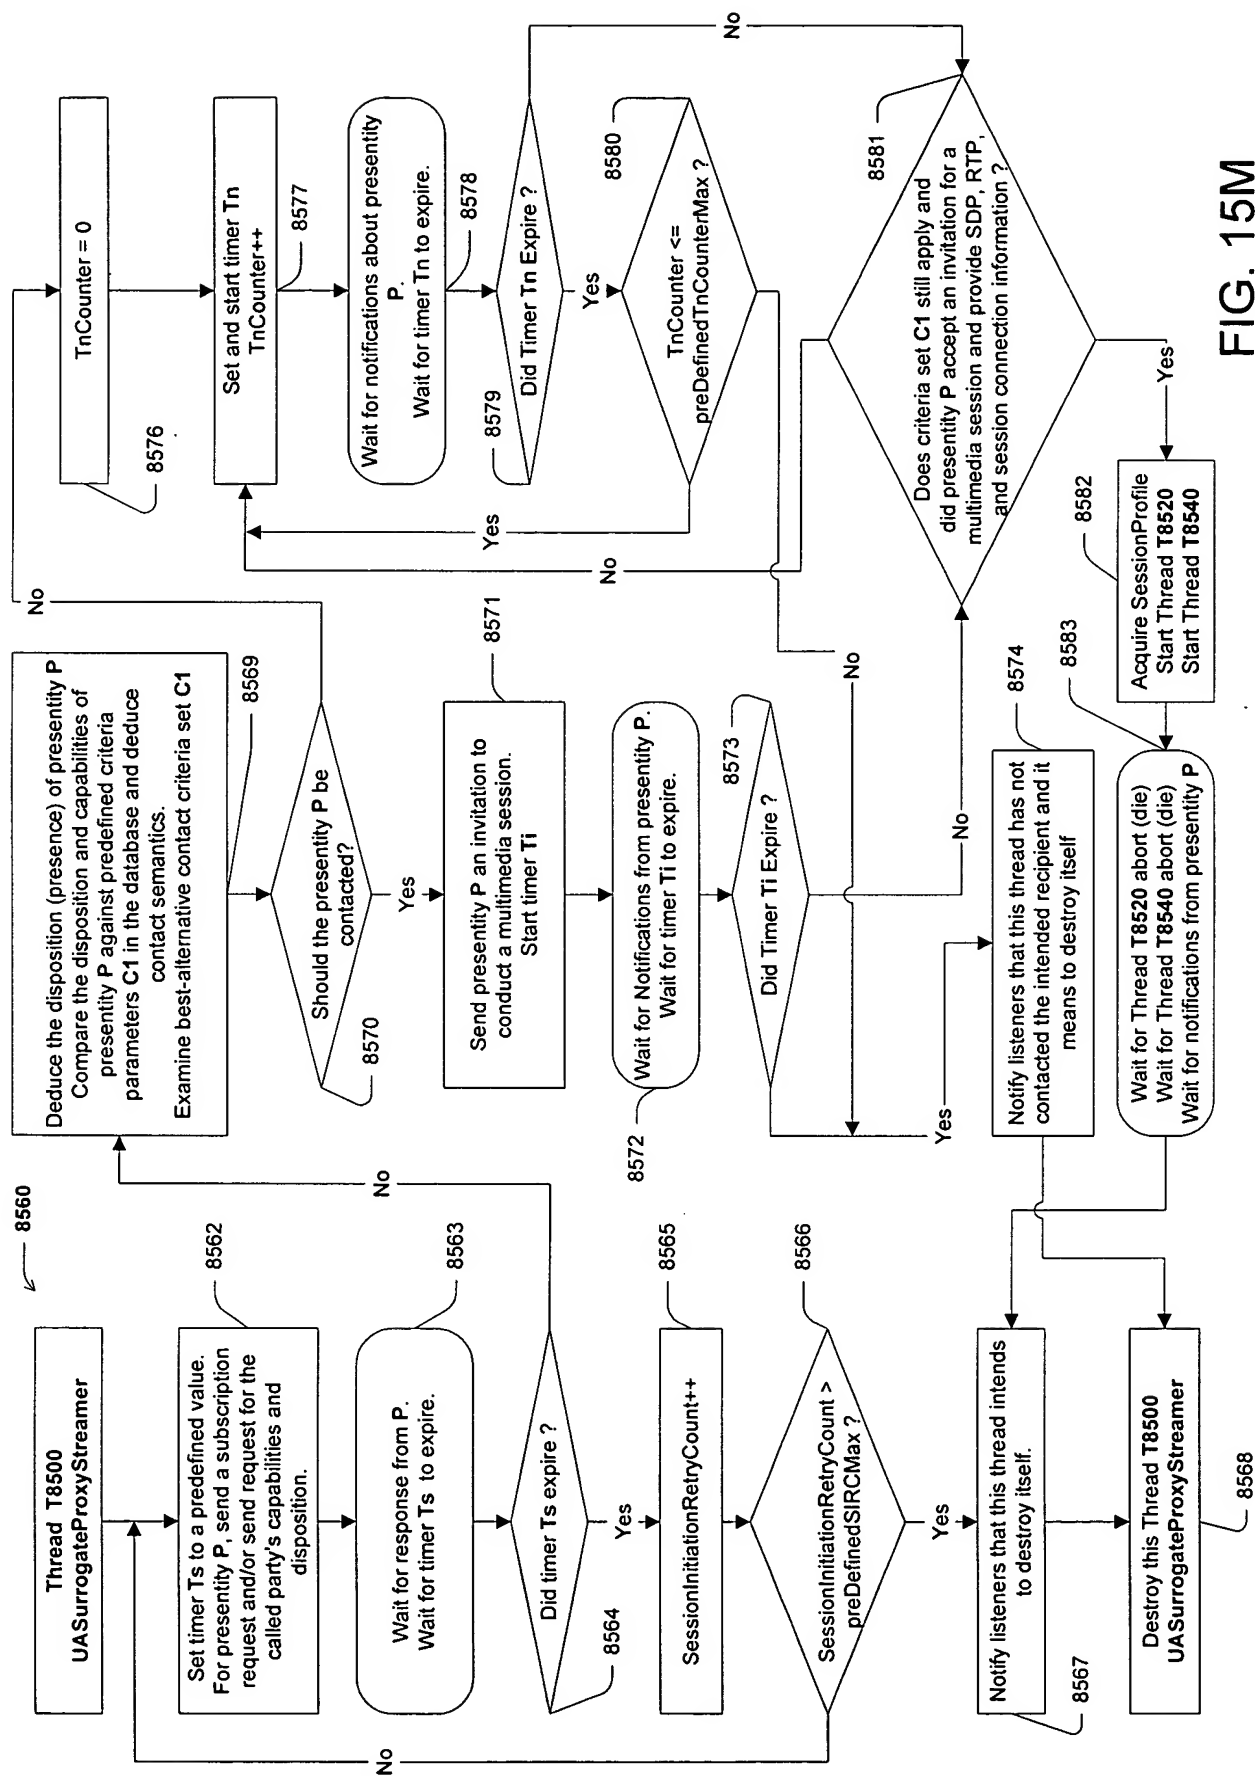 8560
Thread T8500
UASurrogateProxyStreamer
8562
Set timer Ts to a predefined value.
For presentity P, send a subscription
request and/or send request for the
called party's capabilities and
disposition.
8563
Wait for response from P.
Wait for timer Ts to expire.
Did timer Ts expire ?
8564
No
Yes
8565
SessionInitiationRetryCount++
8566
SessionInitiationRetryCount >
preDefinedSIRCMax ?
No
Yes
Notify listeners that this thread intends
to destroy itself.
8567
Destroy this Thread T8500
UASurrogateProxyStreamer
8568
Deduce the disposition (presence) of presentity P
Compare the disposition and capabilities of
presentity P against predefined criteria
parameters C1 in the database and deduce
contact semantics.
Examine best-alternative contact criteria set C1
8569
Should the presentity P be
contacted?
8570
No
Yes
8571
Send presentity P an invitation to
conduct a multimedia session.
Start timer Ti
Wait for Notifications from presentity P.
Wait for timer Ti to expire.
8572
8573
Did Timer Ti Expire ?
No
Yes
8574
Notify listeners that this thread has not
contacted the intended recipient and it
means to destroy itself
8583
Wait for Thread T8520 abort (die)
Wait for Thread T8540 abort (die)
Wait for notifications from presentity P
TnCounter = 0
8576
Set and start timer Tn
TnCounter++
8577
Wait for notifications about presentity
P.
Wait for timer Tn to expire.
8578
8579
Did Timer Tn Expire ?
No
Yes
8580
TnCounter <=
preDefinedTnCounterMax ?
Yes
No
8581
Does criteria set C1 still apply and
did presentity P accept an invitation for a
multimedia session and provide SDP, RTP,
and session connection information ?
No
Yes
8582
Acquire SessionProfile
Start Thread T8520
Start Thread T8540
FIG. 15M